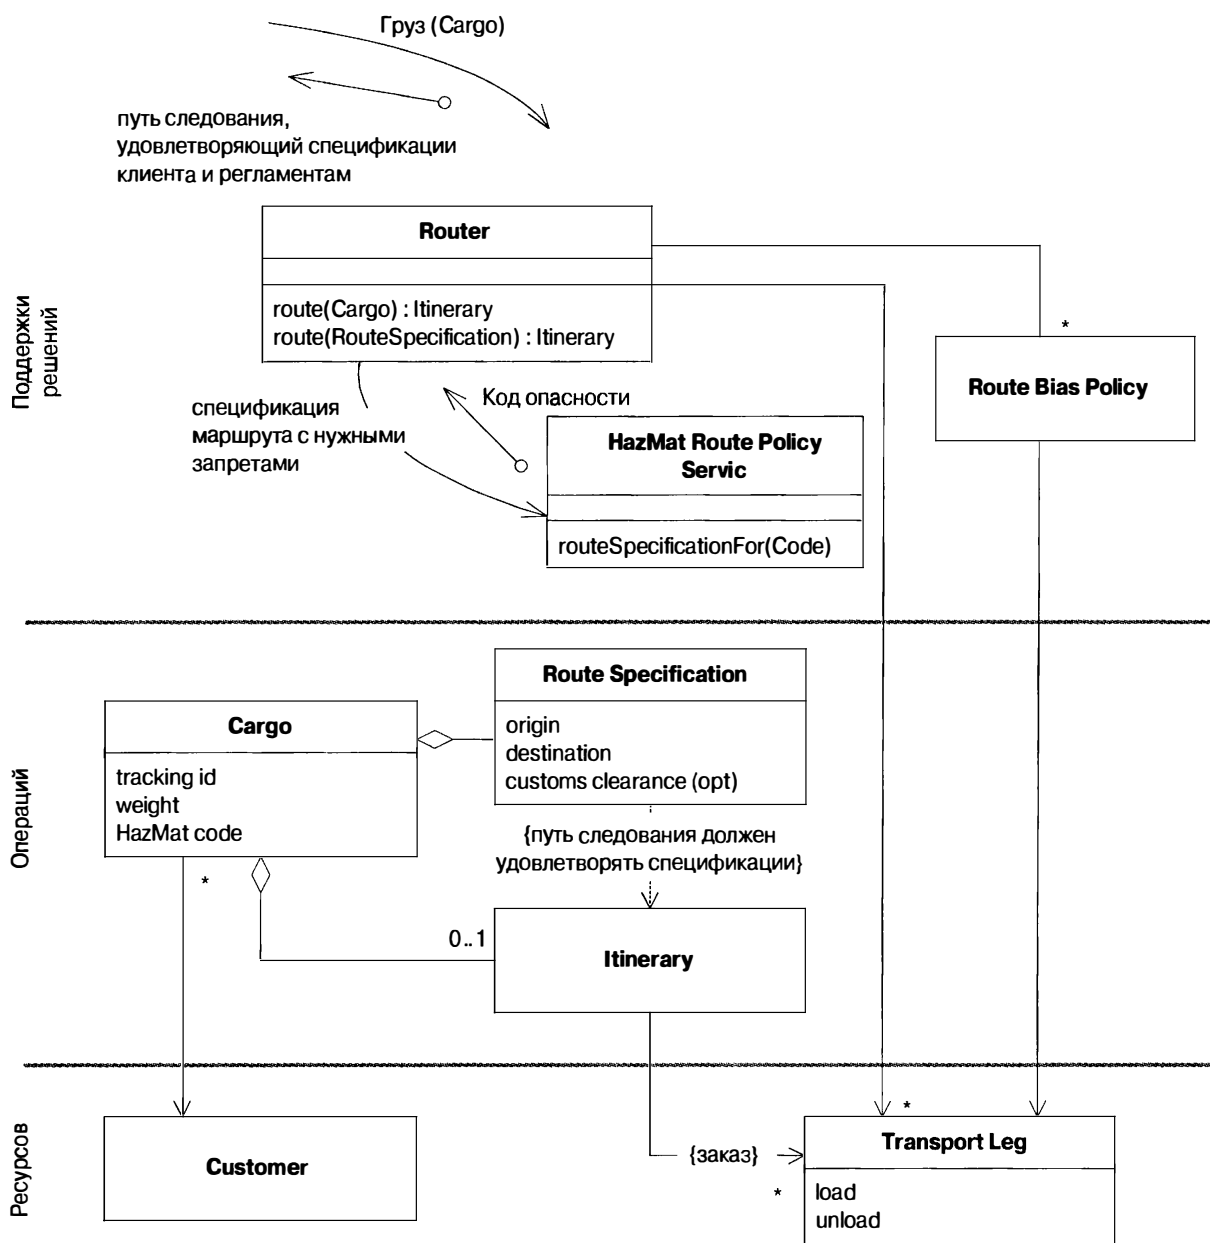 Груз (Cargo)
путь следования,
удовлетворяющий спецификации
клиента и регламентам
Поддержки
решений
Router
route(Cargo) : Itinerary
route(RouteSpecification) : Itinerary
*
Route Bias Policy
спецификация
маршрута с нужными
запретами
Код опасности
HazMat Route Policy
Servic
routeSpecificationFor(Code)
Операций
Route Specification
origin
destination
customs clearance (opt)
Cargo
tracking id
weight
HazMat code
{путь следования должен
удовлетворять спецификации}
*
0..1
Itinerary
Ресурсов
Customer
*
Transport Leg
{заказ}
*
load
unload